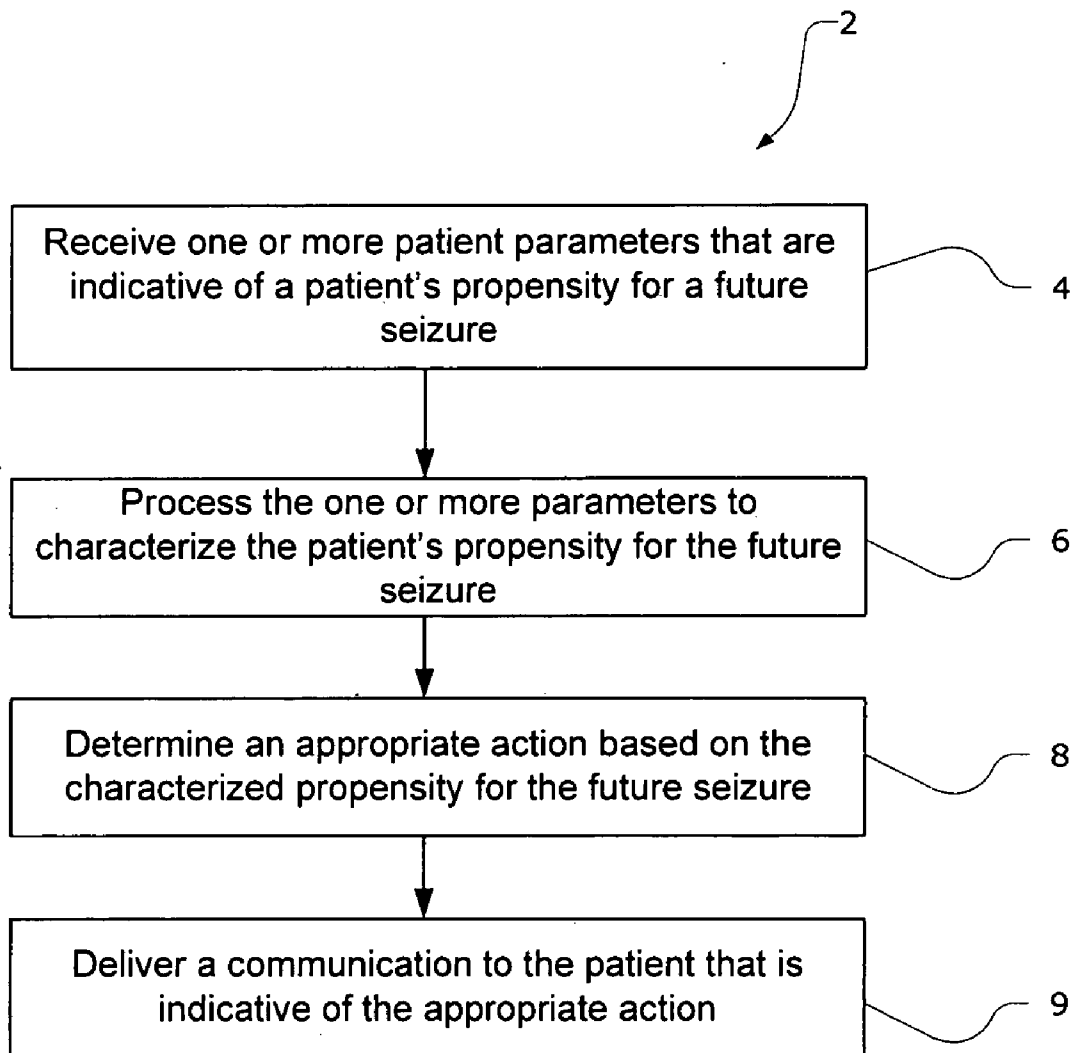 2
Receive one or more patient parameters that are
indicative of a patient's propensity for a future
seizure
4
Process the one or more parameters to
characterize the patient's propensity for the future
seizure
6
Determine an appropriate action based on the
characterized propensity for the future seizure
8
Deliver a communication to the patient that is
indicative of the appropriate action
9